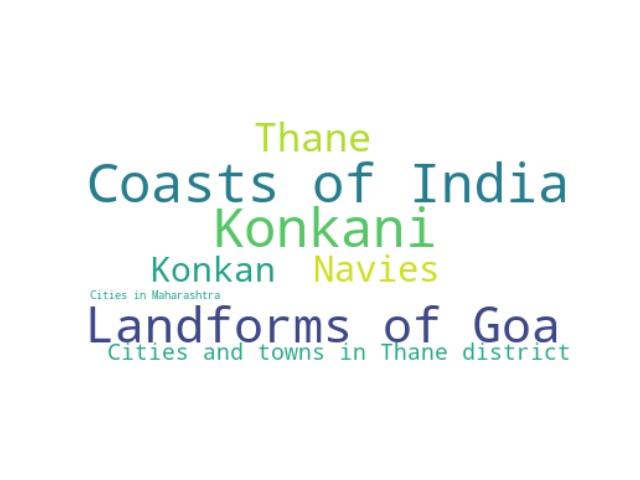 Thane
Coasts of India
Konkani
Konkan Navies
Cities in Maharashtra
Landforms of Goa
Cities and towns in Thane district